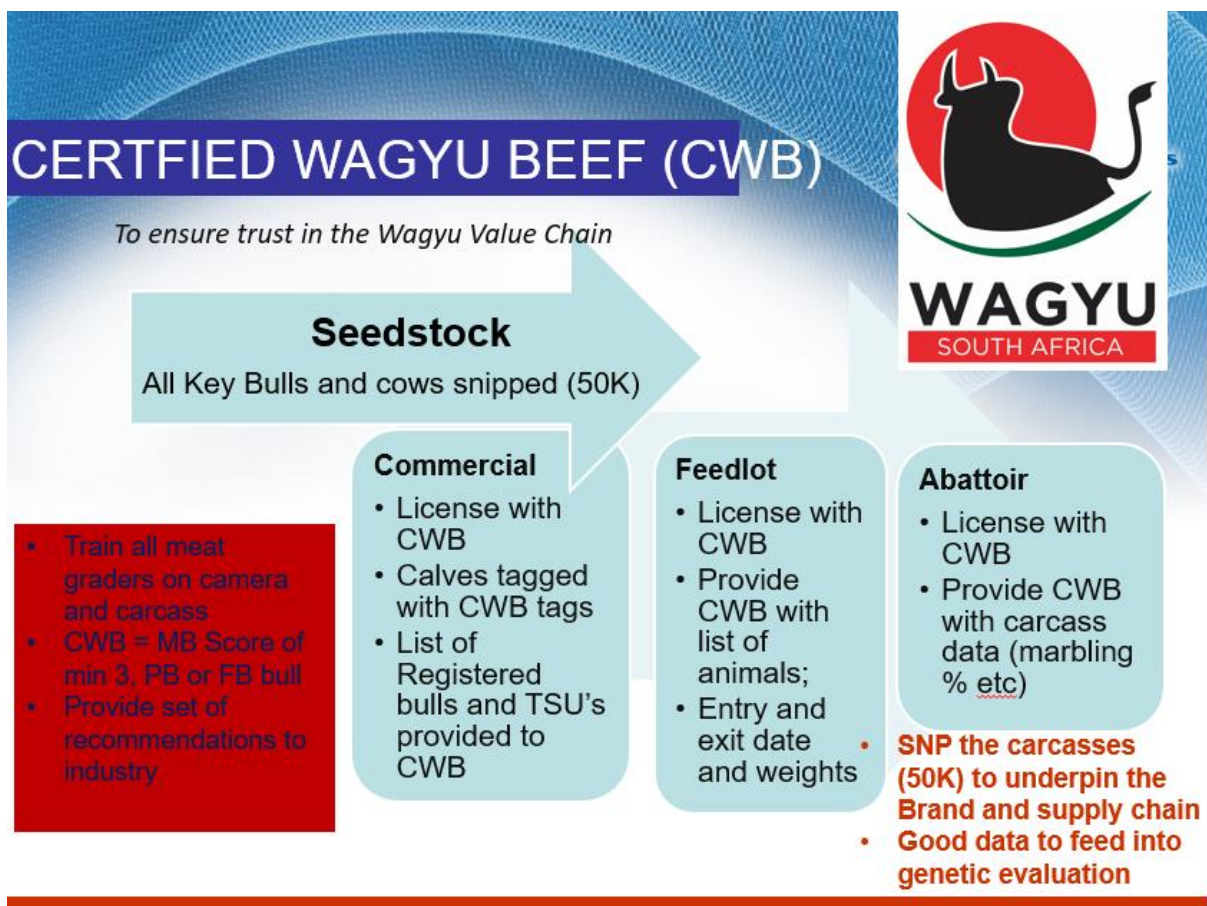 CERTFIED WAGYU BEEF (CWB)
To ensure trust in the Wagyu Value Chain
WAGYU
SOUTH AFRICA
s
Seedstock
All Key Bulls and cows snipped (50K)
• Train all meat
graders on camera
and carcass
• CWB = MB Score of
min 3, PB or FB bull
• Provide set of
recommendations to
industry
Commercial
• License with
CWB
• Calves tagged
with CWB tags
• List of
Registered
bulls and TSU's
provided to
CWB
Feedlot
• License with
CWB
• Provide
CWB with
list of
animals;
• Entry and
exit date
and weights
Abattoir
• License with
CWB
• Provide CWB
with carcass
data (marbling
% etc)
• SNP the carcasses
(50K) to underpin the
Brand and supply chain
• Good data to feed into
genetic evaluation